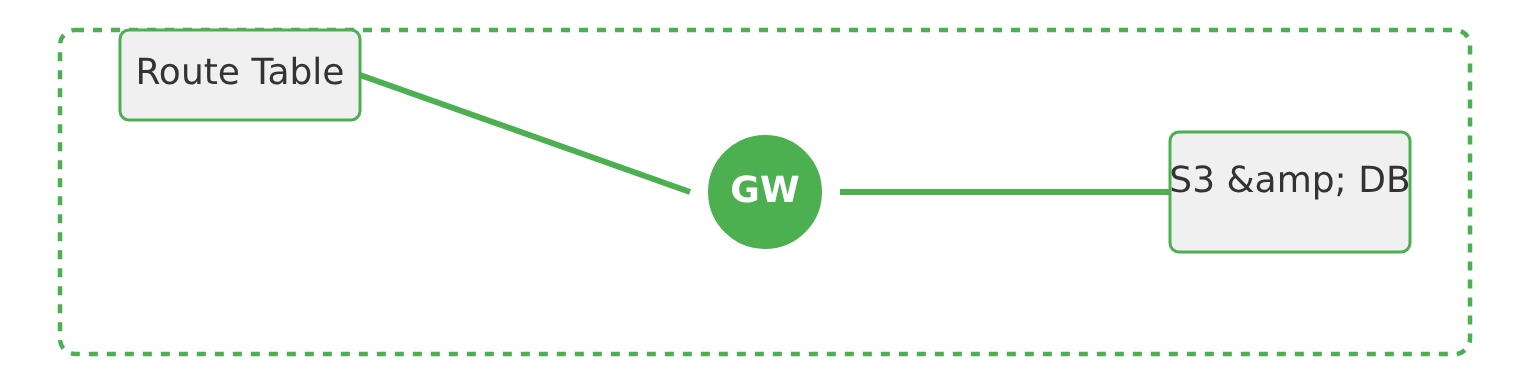 Route Table
GW
S3 &amp; DB